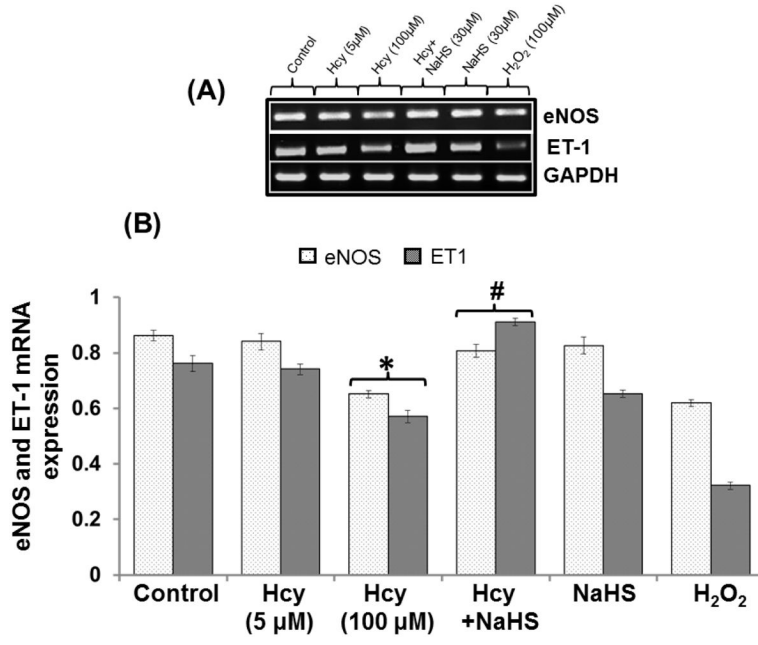 Control
Hcy (5µM)
Hcy (100µM)
Hcy+
NaHS (30µM)
NaHS (30µM)
H₂O₂ (100µM)
(A)
eNOS
ET-1
GAPDH
(B)
eNOS ET1
eNOS and ET-1 mRNA
expression
1
0.8
0.6
0.4
0.2
0
*
#
Control Hcy Hcy Hcy NaHS H₂O₂
(5 µM) (100 µM) +NaHS